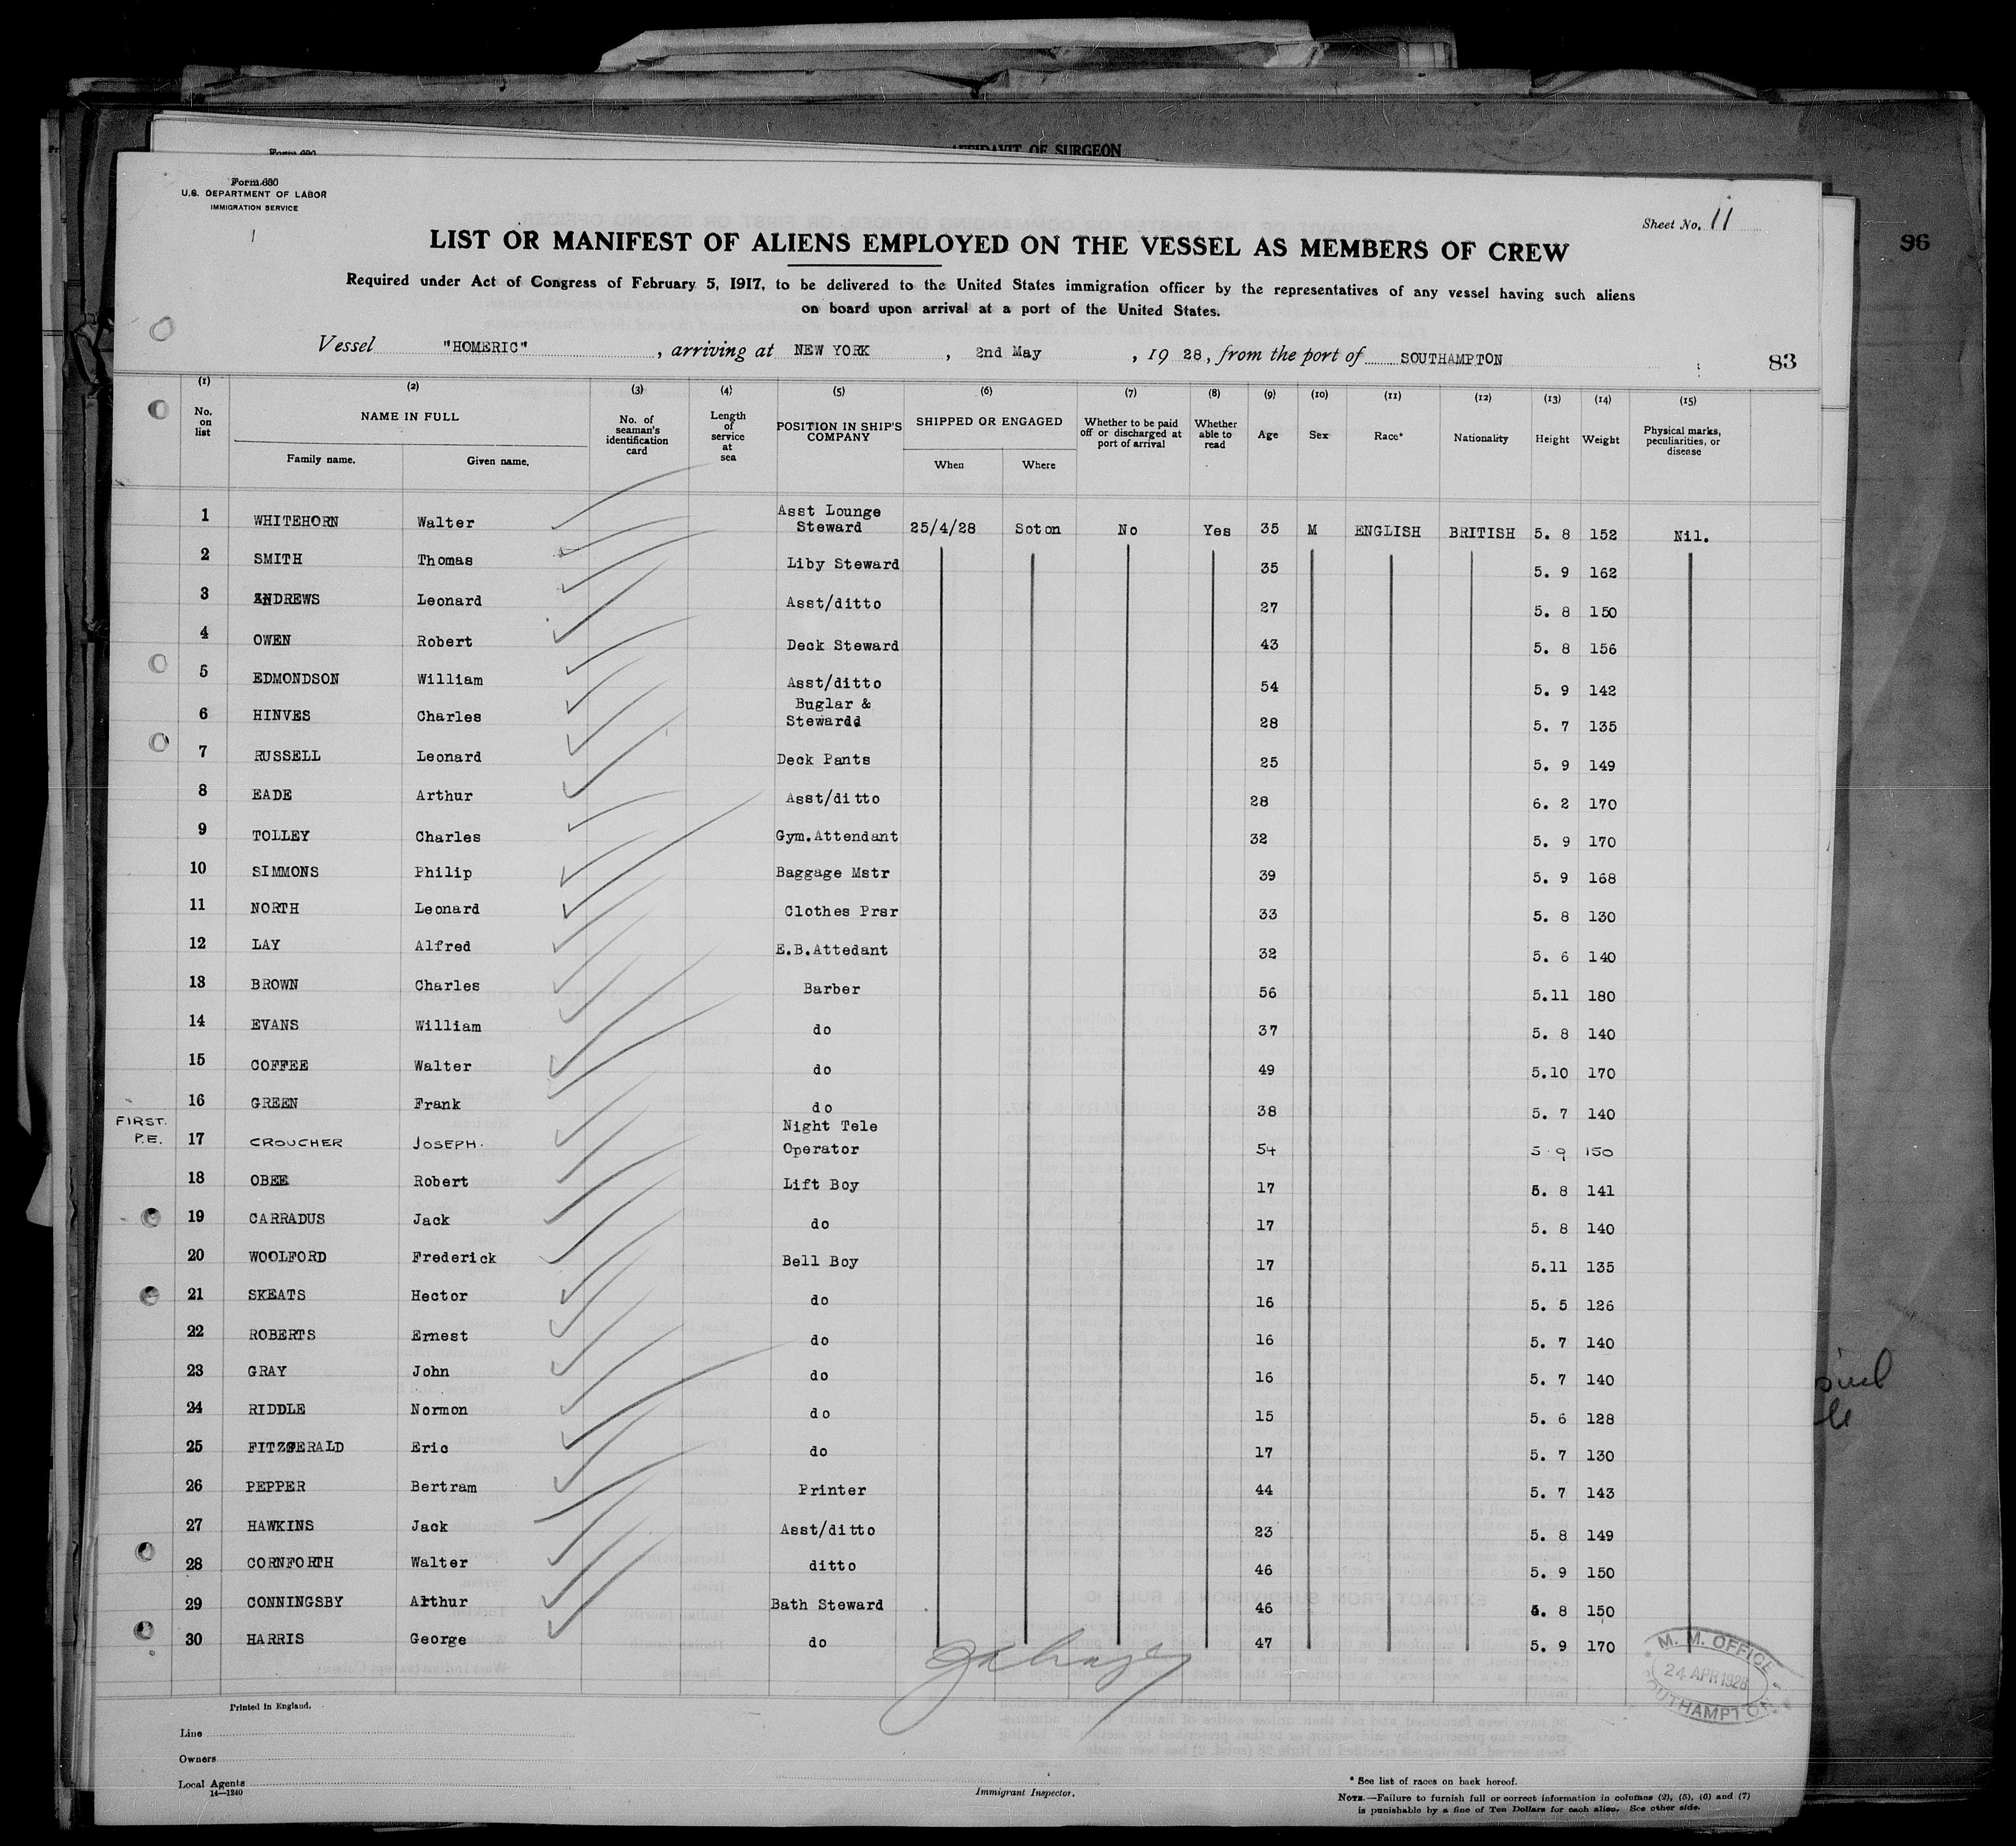 Form 680
AFFIDAVIT OF SURGEON
Form 680
U.S. DEPARTMENT OF LABOR
IMMIGRATION SERVICE
Sheet No. 11
96
LIST OR MANIFEST OF ALIENS EMPLOYED ON THE VESSEL AS MEMBERS OF CREW
Required under Act of Congress of February 5, 1917, to be delivered to the United States immigration officer by the representatives of any vessel having such aliens
on board upon arrival at a port of the United States.
Vessel "HOMERIC", arriving at NEW YORK, 2nd May, 1928, from the port of SOUTHAMPTON
83
(1) (2) (3) (4) (5) (6) (7) (8) (9) (10) (11) (12) (13) (14) (15)
No. on list NAME IN FULL Family name. Given name. No. of seaman's identification card Length of service at sea POSITION IN SHIP'S COMPANY SHIPPED OR ENGAGED When Where Whether to be paid off or discharged at port of arrival Whether able to read Age Sex Race* Nationality Height Weight Physical marks, peculiarities, or disease
1 WHITEHORN Walter Asst Lounge Steward 25/4/28 Soton No Yes 35 M ENGLISH BRITISH 5. 8 152 Nil.
2 SMITH Thomas Liby Steward 35 5. 9 162
3 ANDREWS Leonard Asst/ditto 27 5. 8 150
4 OWEN Robert Deck Steward 43 5. 8 156
5 EDMONDSON William Asst/ditto 54 5. 9 142
6 HINVES Charles Buglar & Stewardd 28 5. 7 135
7 RUSSELL Leonard Deck Pants 25 5. 9 149
8 EADE Arthur Asst/ditto 28 6. 2 170
9 TOLLEY Charles Gym.Attendant 32 5. 9 170
10 SIMMONS Philip Baggage Mstr 39 5. 9 168
11 NORTH Leonard Clothes Prsr 33 5. 8 130
12 LAY Alfred E.B.Attedant 32 5. 6 140
13 BROWN Charles Barber 56 5.11 180
14 EVANS William do 37 5. 8 140
15 COFFEE Walter do 49 5.10 170
16 GREEN Frank do 38 5. 7 140
FIRST. P.E. 17 CROUCHER JOSEPH. Night Tele Operator 54 5 9 150
18 OBEE Robert Lift Boy 17 5. 8 141
19 CARRADUS Jack do 17 5. 8 140
20 WOOLFORD Frederick Bell Boy 17 5.11 135
21 SKEATS Hector do 16 5. 5 126
22 ROBERTS Ernest do 16 5. 7 140
23 GRAY John do 16 5. 7 140
24 RIDDLE Normon do 15 5. 6 128
25 FITZGERALD Eric do 17 5. 7 130
26 PEPPER Bertram Printer 44 5. 7 143
27 HAWKINS Jack Asst/ditto 23 5. 8 149
28 CORNFORTH Walter ditto 46 5. 9 150
29 CONNINGSBY Arthur Bath Steward 46 5. 8 150
30 HARRIS George do 47 5. 9 170
M. M. OFFICE
24 APR 1928
SOUTHAMPTON
Printed in England.
Line
Owners
Local Agents
14—1240
Immigrant Inspector.
* See list of races on back hereof.
NOTE.—Failure to furnish full or correct information in columns (2), (5), (6) and (7)
is punishable by a fine of Ten Dollars for each alien. See other side.